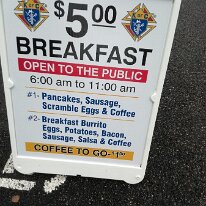 $5.00
BREAKFAST
OPEN TO THE PUBLIC
6:00 am to 11:00 am
#1- Pancakes, Sausage,
Scramble Eggs & Coffee
#2- Breakfast Burrito
Eggs, Potatoes, Bacon,
Sausage, Salsa & Coffee
COFFEE TO GO-